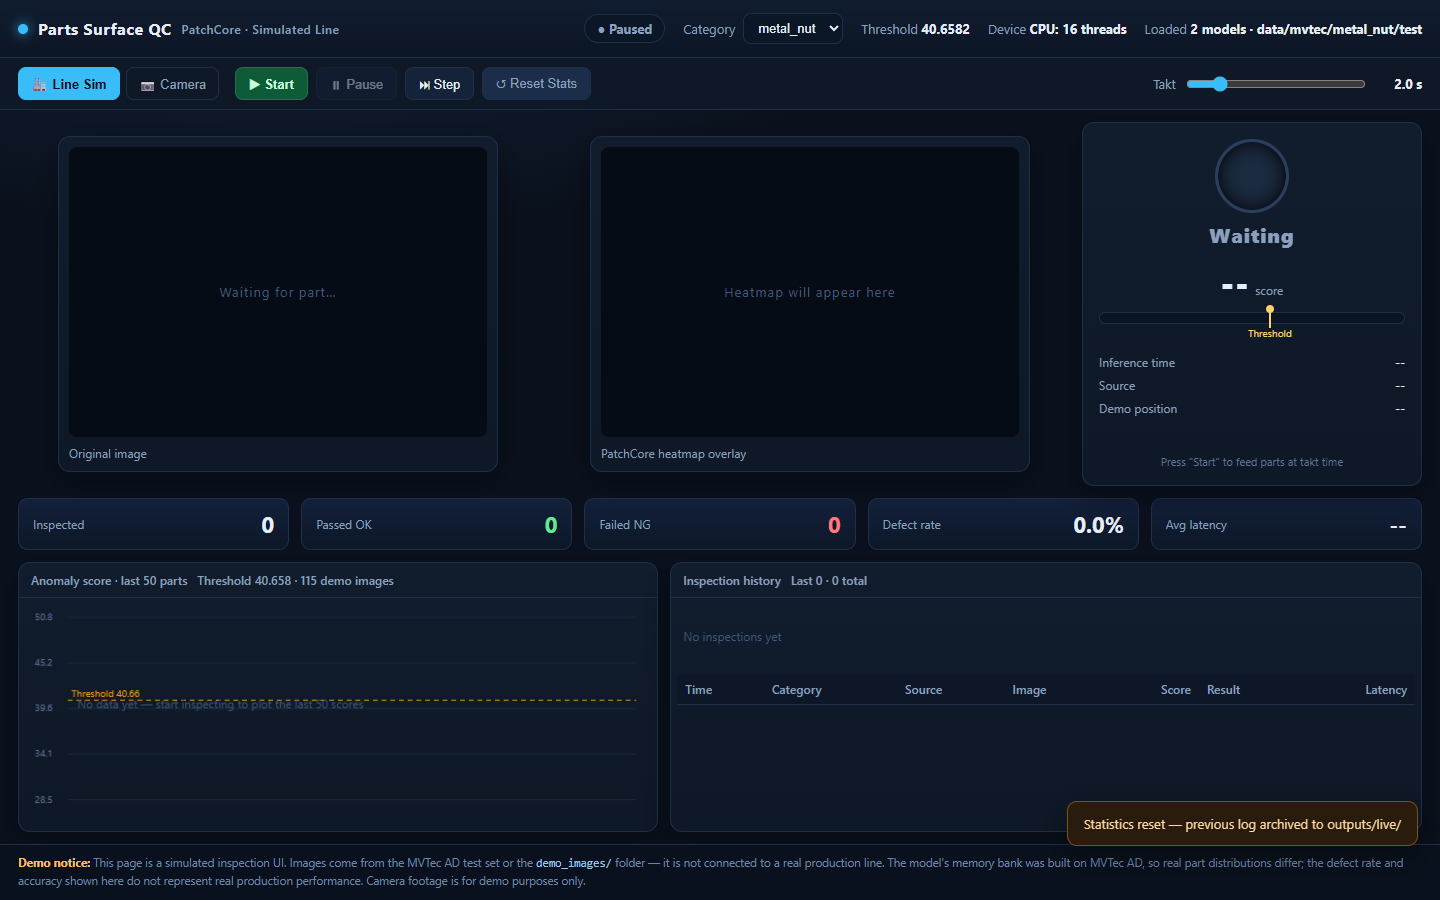 Parts Surface QC PatchCore · Simulated Line
● Paused
Category metal_nut
Threshold 40.6582
Device CPU: 16 threads
Loaded 2 models · data/mvtec/metal_nut/test
Line Sim
Camera
▶ Start
⏸ Pause
⏭ Step
↺ Reset Stats
Takt 2.0 s
Waiting for part...
Original image
Heatmap will appear here
PatchCore heatmap overlay
Waiting
-- score
Threshold
Inference time --
Source --
Demo position --
Press "Start" to feed parts at takt time
Inspected 0
Passed OK 0
Failed NG 0
Defect rate 0.0%
Avg latency --
Anomaly score · last 50 parts Threshold 40.658 · 115 demo images
50.8
45.2
Threshold 40.66
No data yet — start inspecting to plot the last 50 scores
39.6
34.1
28.5
Inspection history Last 0 · 0 total
No inspections yet
Time Category Source Image Score Result Latency
Statistics reset — previous log archived to outputs/live/
Demo notice: This page is a simulated inspection UI. Images come from the MVTec AD test set or the demo_images/ folder — it is not connected to a real production line. The model's memory bank was built on MVTec AD, so real part distributions differ; the defect rate and
accuracy shown here do not represent real production performance. Camera footage is for demo purposes only.